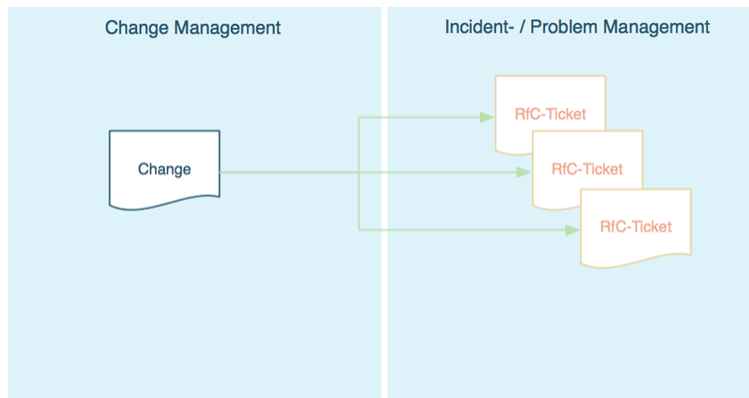 Change Management
Incident- / Problem Management
RfC-Ticket
Change
RfC-Ticket
RfC-Ticket